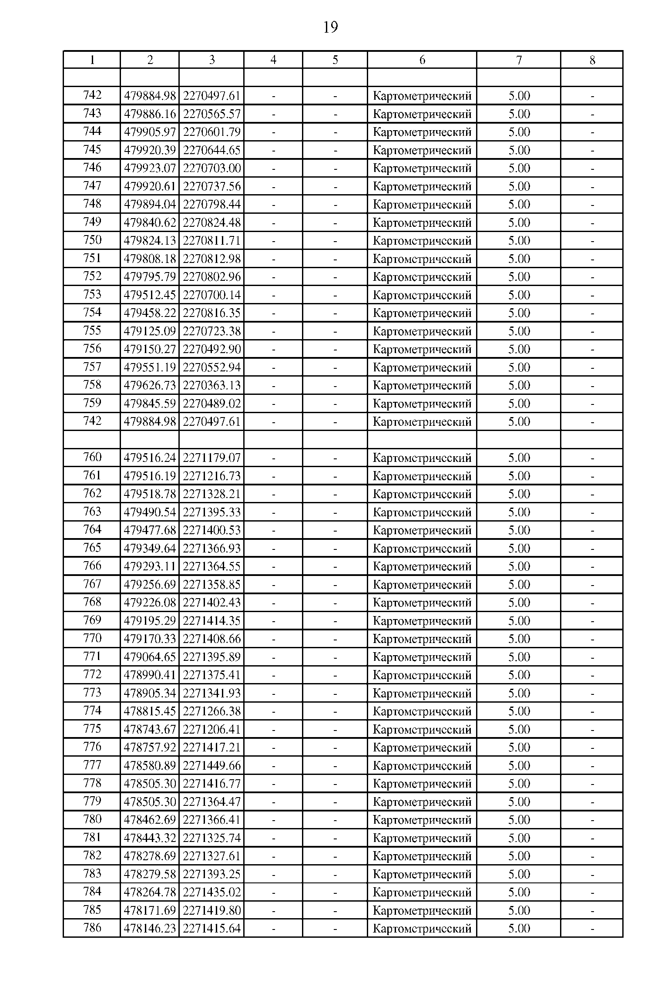 19
1 2 3 4 5 6 7 8
742 479884.98 2270497.61 - - Картометрический 5.00 -
743 479886.16 2270565.57 - - Картометрический 5.00 -
744 479905.97 2270601.79 - - Картометрический 5.00 -
745 479920.39 2270644.65 - - Картометрический 5.00 -
746 479923.07 2270703.00 - - Картометрический 5.00 -
747 479920.61 2270737.56 - - Картометрический 5.00 -
748 479894.04 2270798.44 - - Картометрический 5.00 -
749 479840.62 2270824.48 - - Картометрический 5.00 -
750 479824.13 2270811.71 - - Картометрический 5.00 -
751 479808.18 2270812.98 - - Картометрический 5.00 -
752 479795.79 2270802.96 - - Картометрический 5.00 -
753 479512.45 2270700.14 - - Картометрический 5.00 -
754 479458.22 2270816.35 - - Картометрический 5.00 -
755 479125.09 2270723.38 - - Картометрический 5.00 -
756 479150.27 2270492.90 - - Картометрический 5.00 -
757 479551.19 2270552.94 - - Картометрический 5.00 -
758 479626.73 2270363.13 - - Картометрический 5.00 -
759 479845.59 2270489.02 - - Картометрический 5.00 -
742 479884.98 2270497.61 - - Картометрический 5.00 -
760 479516.24 2271179.07 - - Картометрический 5.00 -
761 479516.19 2271216.73 - - Картометрический 5.00 -
762 479518.78 2271328.21 - - Картометрический 5.00 -
763 479490.54 2271395.33 - - Картометрический 5.00 -
764 479477.68 2271400.53 - - Картометрический 5.00 -
765 479349.64 2271366.93 - - Картометрический 5.00 -
766 479293.11 2271364.55 - - Картометрический 5.00 -
767 479256.69 2271358.85 - - Картометрический 5.00 -
768 479226.08 2271402.43 - - Картометрический 5.00 -
769 479195.29 2271414.35 - - Картометрический 5.00 -
770 479170.33 2271408.66 - - Картометрический 5.00 -
771 479064.65 2271395.89 - - Картометрический 5.00 -
772 478990.41 2271375.41 - - Картометрический 5.00 -
773 478905.34 2271341.93 - - Картометрический 5.00 -
774 478815.45 2271266.38 - - Картометрический 5.00 -
775 478743.67 2271206.41 - - Картометрический 5.00 -
776 478757.92 2271417.21 - - Картометрический 5.00 -
777 478580.89 2271449.66 - - Картометрический 5.00 -
778 478505.30 2271416.77 - - Картометрический 5.00 -
779 478505.30 2271364.47 - - Картометрический 5.00 -
780 478462.69 2271366.41 - - Картометрический 5.00 -
781 478443.32 2271325.74 - - Картометрический 5.00 -
782 478278.69 2271327.61 - - Картометрический 5.00 -
783 478279.58 2271393.25 - - Картометрический 5.00 -
784 478264.78 2271435.02 - - Картометрический 5.00 -
785 478171.69 2271419.80 - - Картометрический 5.00 -
786 478146.23 2271415.64 - - Картометрический 5.00 -